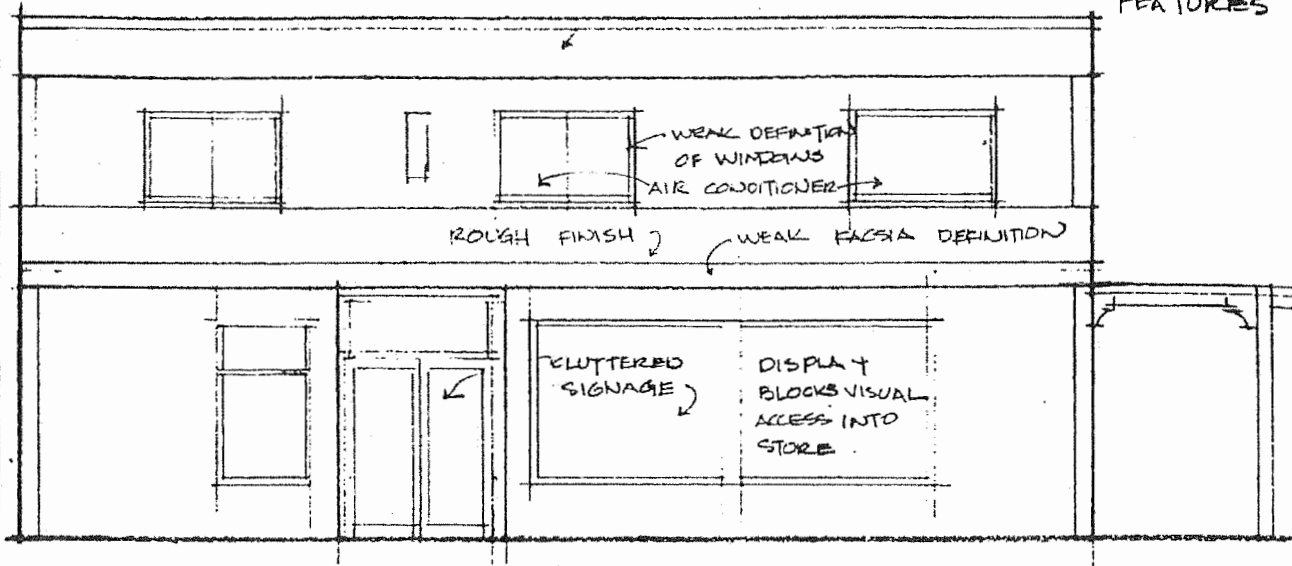 FEATURES
WEAK DEFINITION
OF WINDOWS
AIR CONDITIONER
ROUGH FINISH
WEAK FACSIA DEFINITION
CLUTTERED
SIGNAGE
DISPLAY
BLOCKS VISUAL
ACCESS INTO
STORE